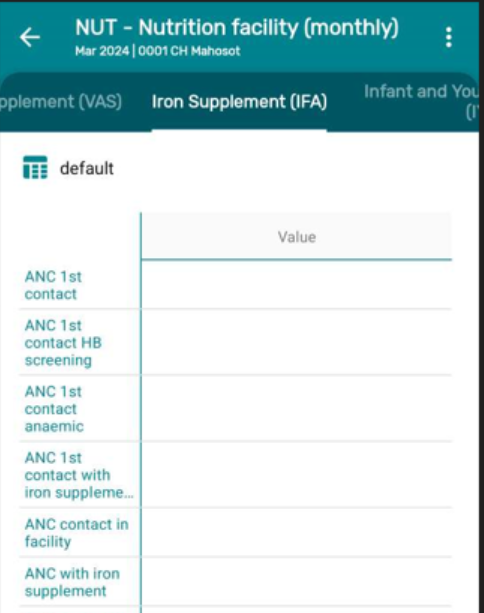 NUT - Nutrition facility (monthly)
Mar 2024 | 0001 CH Mahosot
pplement (VAS)
Iron Supplement (IFA)
Infant and You
default
Value
ANC 1st
contact
ANC 1st
contact HB
screening
ANC 1st
contact
anaemic
ANC 1st
contact with
iron suppleme...
ANC contact in
facility
ANC with iron
supplement